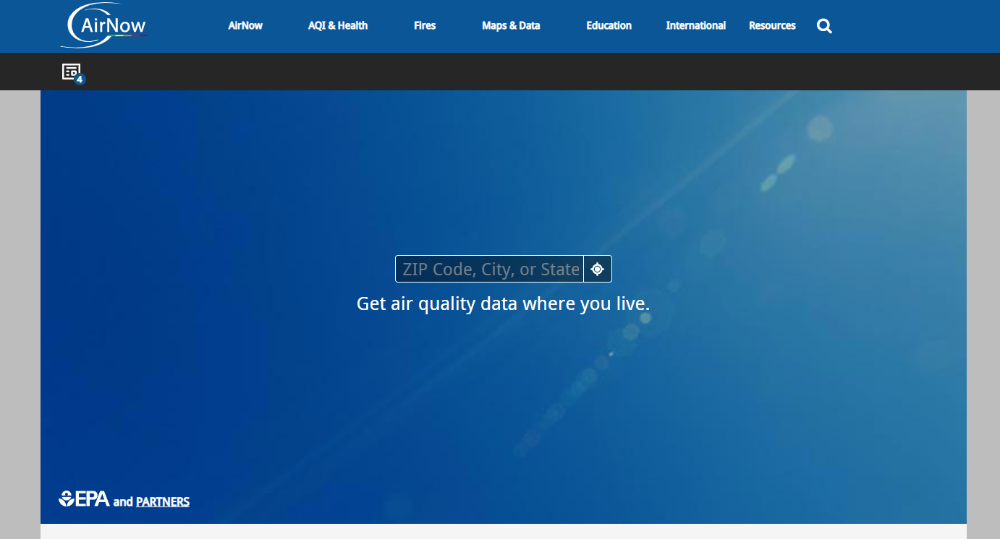 AirNow
AirNow AQI & Health Fires Maps & Data Education International Resources
4
ZIP Code, City, or State
Get air quality data where you live.
EPA and PARTNERS